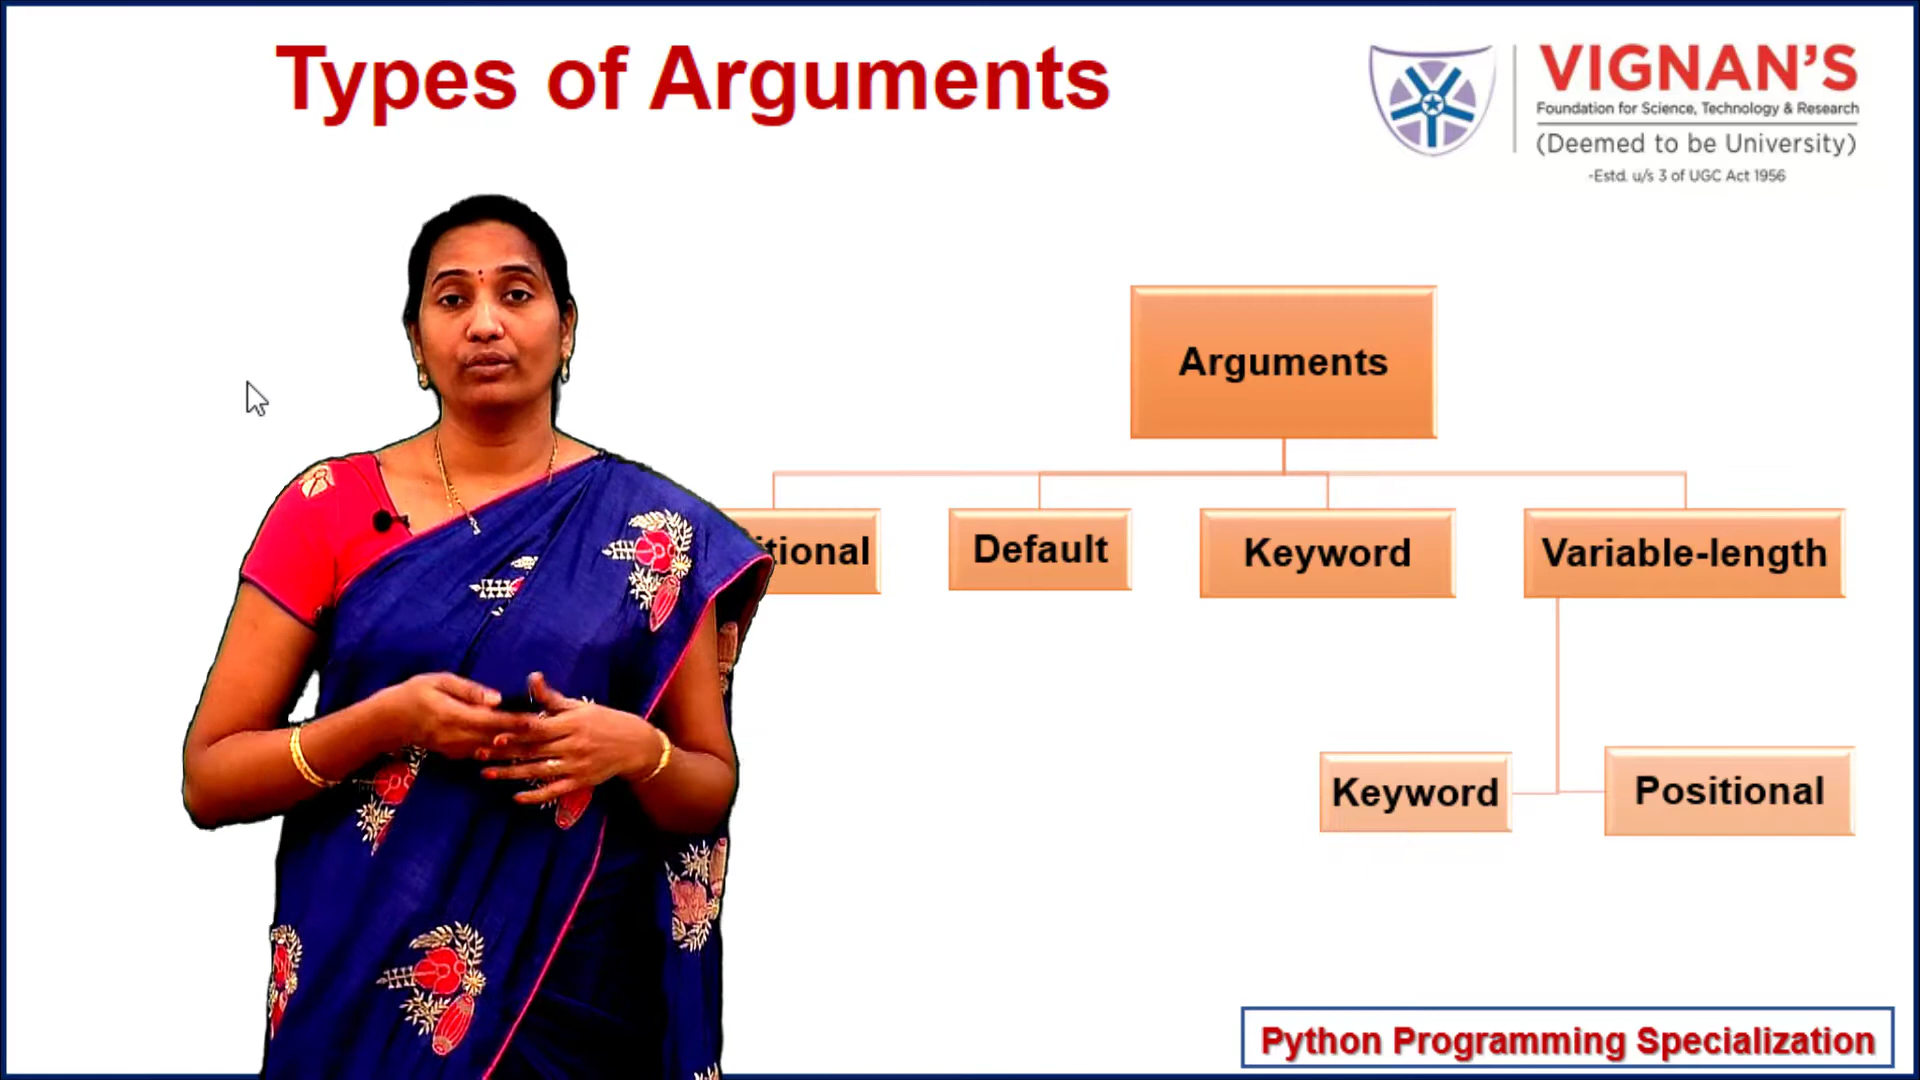 Types of Arguments
VIGNAN'S
Foundation for Science, Technology & Research
(Deemed to be University)
-Estd. u/s 3 of UGC Act 1956
Arguments
itional
Default
Keyword
Variable-length
Keyword
Positional
Python Programming Specialization